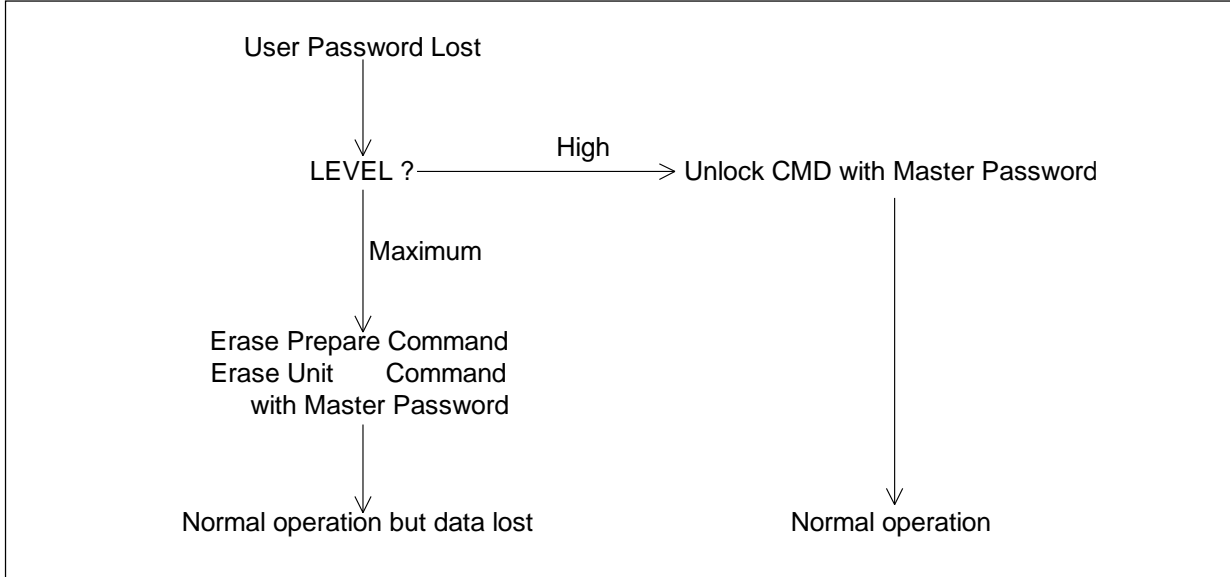 User Password Lost
LEVEL ?
High
Unlock CMD with Master Password
Maximum
Erase Prepare Command
Erase Unit Command
with Master Password
Normal operation but data lost
Normal operation